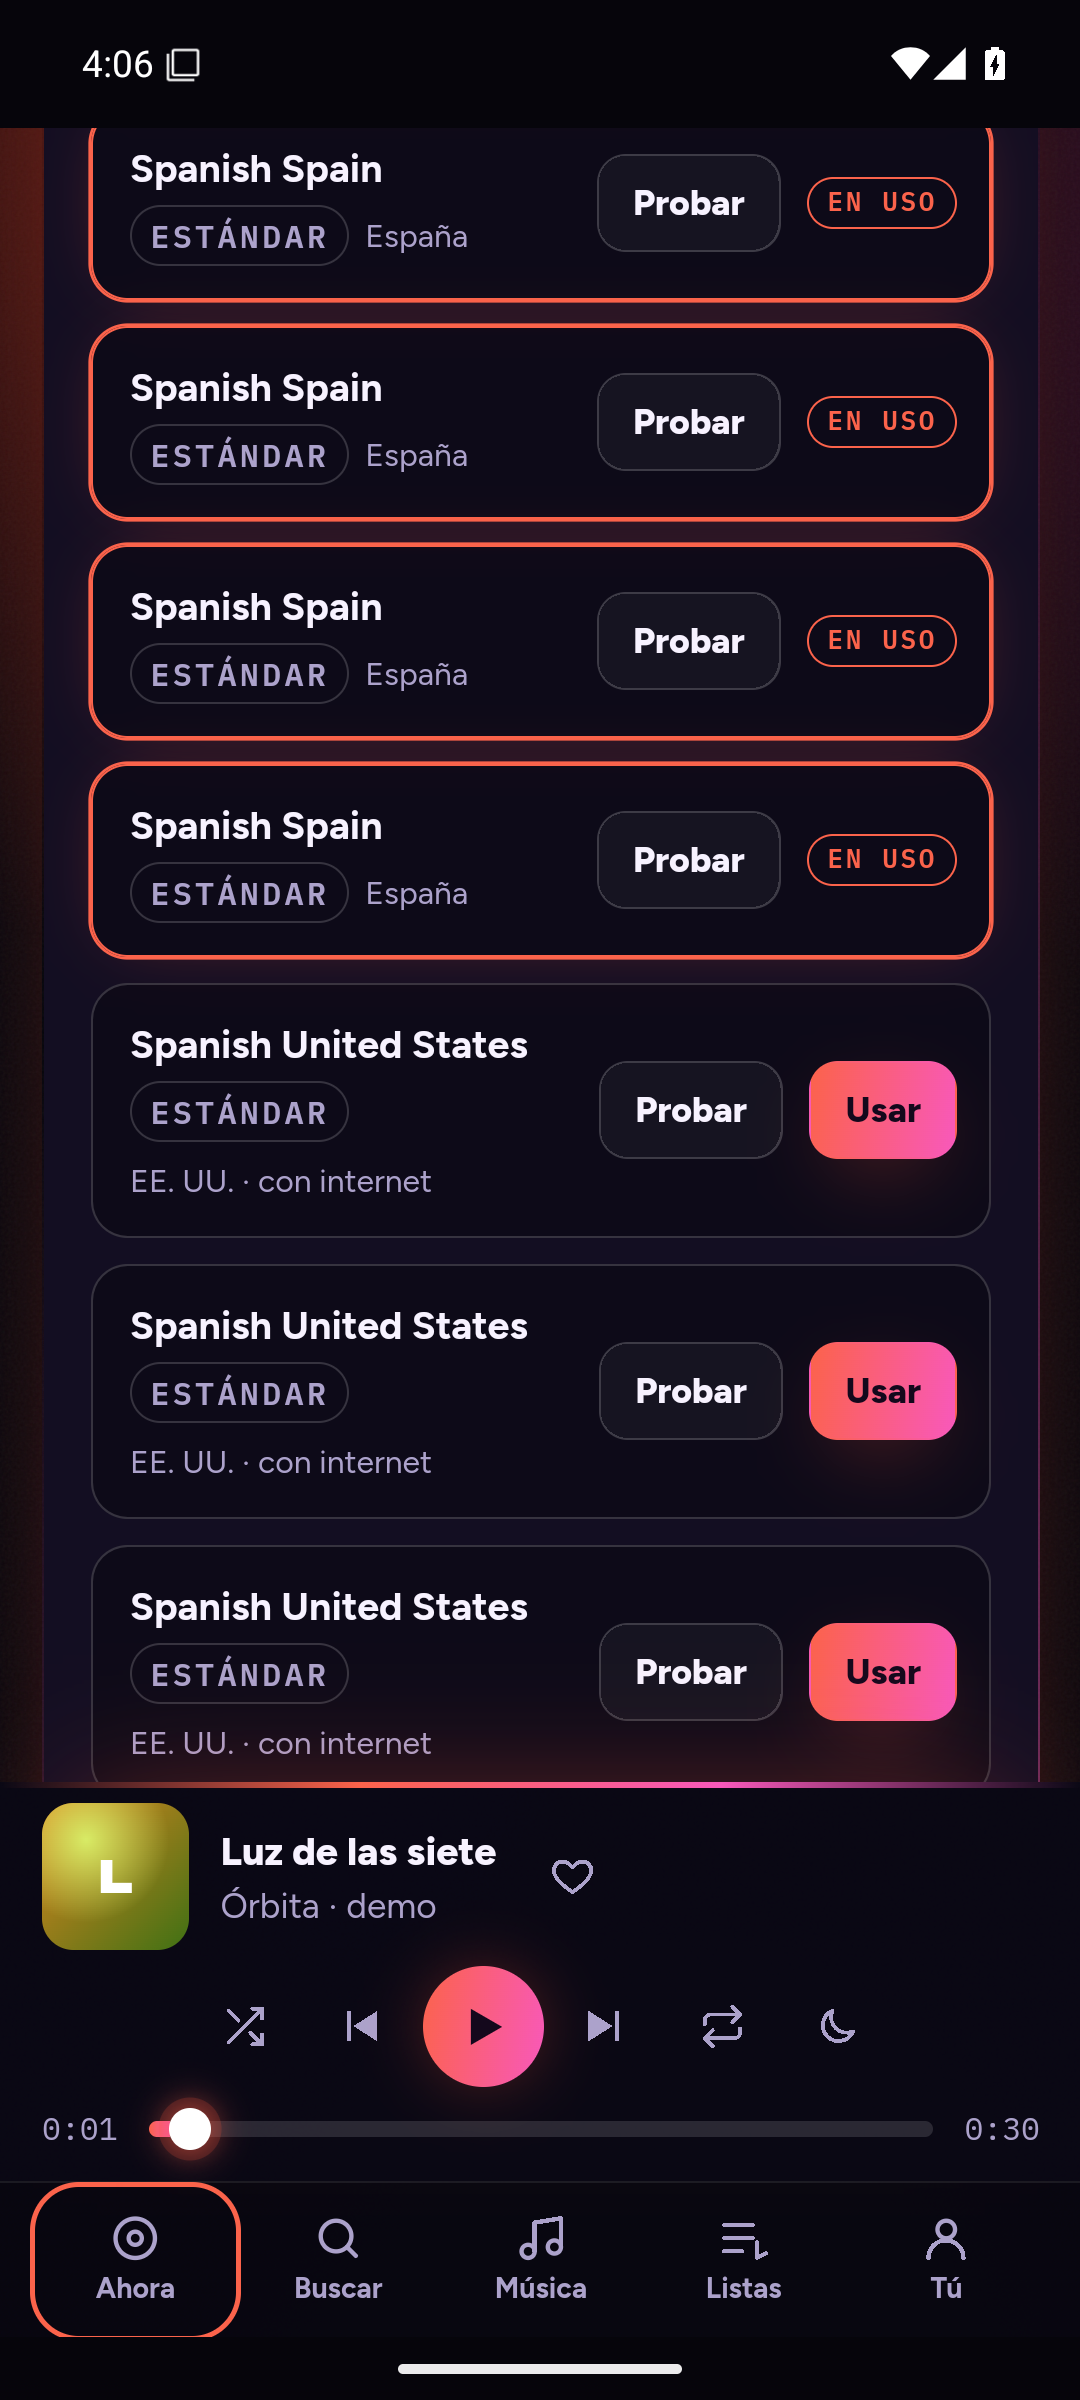 4:06
Spanish Spain
ESTÁNDAR España
Probar
EN USO
Spanish Spain
ESTÁNDAR España
Probar
EN USO
Spanish Spain
ESTÁNDAR España
Probar
EN USO
Spanish Spain
ESTÁNDAR España
Probar
EN USO
Spanish United States
ESTÁNDAR
EE. UU. · con internet
Probar
Usar
Spanish United States
ESTÁNDAR
EE. UU. · con internet
Probar
Usar
Spanish United States
ESTÁNDAR
EE. UU. · con internet
Probar
Usar
L
Luz de las siete
Órbita · demo
0:01
0:30
Ahora
Buscar
Música
Listas
Tú